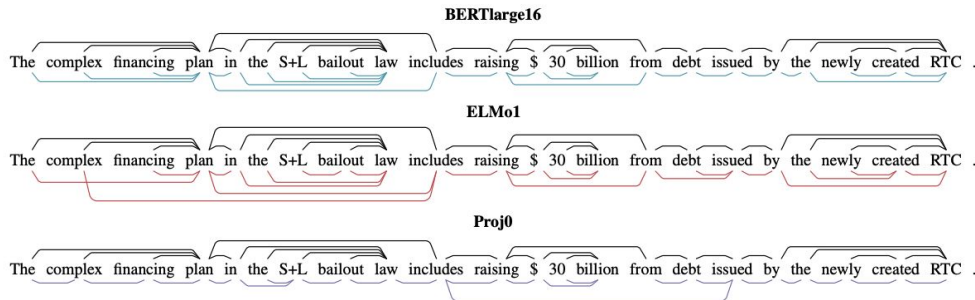 BERTlarge16
The complex financing plan in the S+L bailout law includes raising $ 30 billion from debt issued by the newly created RTC .
ELMo1
The complex financing plan in the S+L bailout law includes raising $ 30 billion from debt issued by the newly created RTC .
Proj0
The complex financing plan in the S+L bailout law includes raising $ 30 billion from debt issued by the newly created RTC .